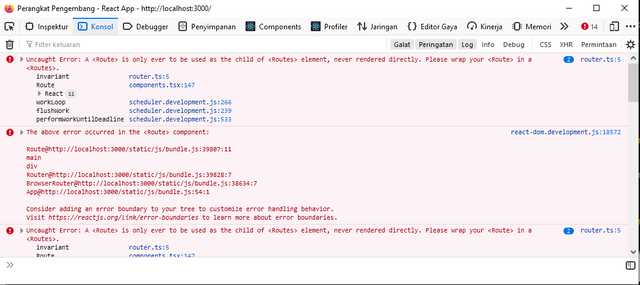 Perangkat Pengembang - React App - http://localhost:3000/
Inspektur Konsol Debugger Penyimpanan Components Profiler Jaringan Editor Gaya Kinerja Memori 14
Filter keluaran Galat Peringatan Log Info Debug CSS XHR Permintaan
Uncaught Error: A <Route> is only ever to be used as the child of <Routes> element, never rendered directly. Please wrap your <Route> in a 2 router.ts:5
<Routes>.
invariant router.ts:5
Route components.tsx:147
React 11
workLoop scheduler.development.js:266
flushWork scheduler.development.js:239
performWorkUntilDeadline scheduler.development.js:533
The above error occurred in the <Route> component: react-dom.development.js:18572
Route@http://localhost:3000/static/js/bundle.js:39807:11
main
div
Router@http://localhost:3000/static/js/bundle.js:39828:7
BrowserRouter@http://localhost:3000/static/js/bundle.js:38634:7
App@http://localhost:3000/static/js/bundle.js:54:1
Consider adding an error boundary to your tree to customize error handling behavior.
Visit https://reactjs.org/link/error-boundaries to learn more about error boundaries.
Uncaught Error: A <Route> is only ever to be used as the child of <Routes> element, never rendered directly. Please wrap your <Route> in a 2 router.ts:5
<Routes>.
invariant router.ts:5
Route components.tsx:147